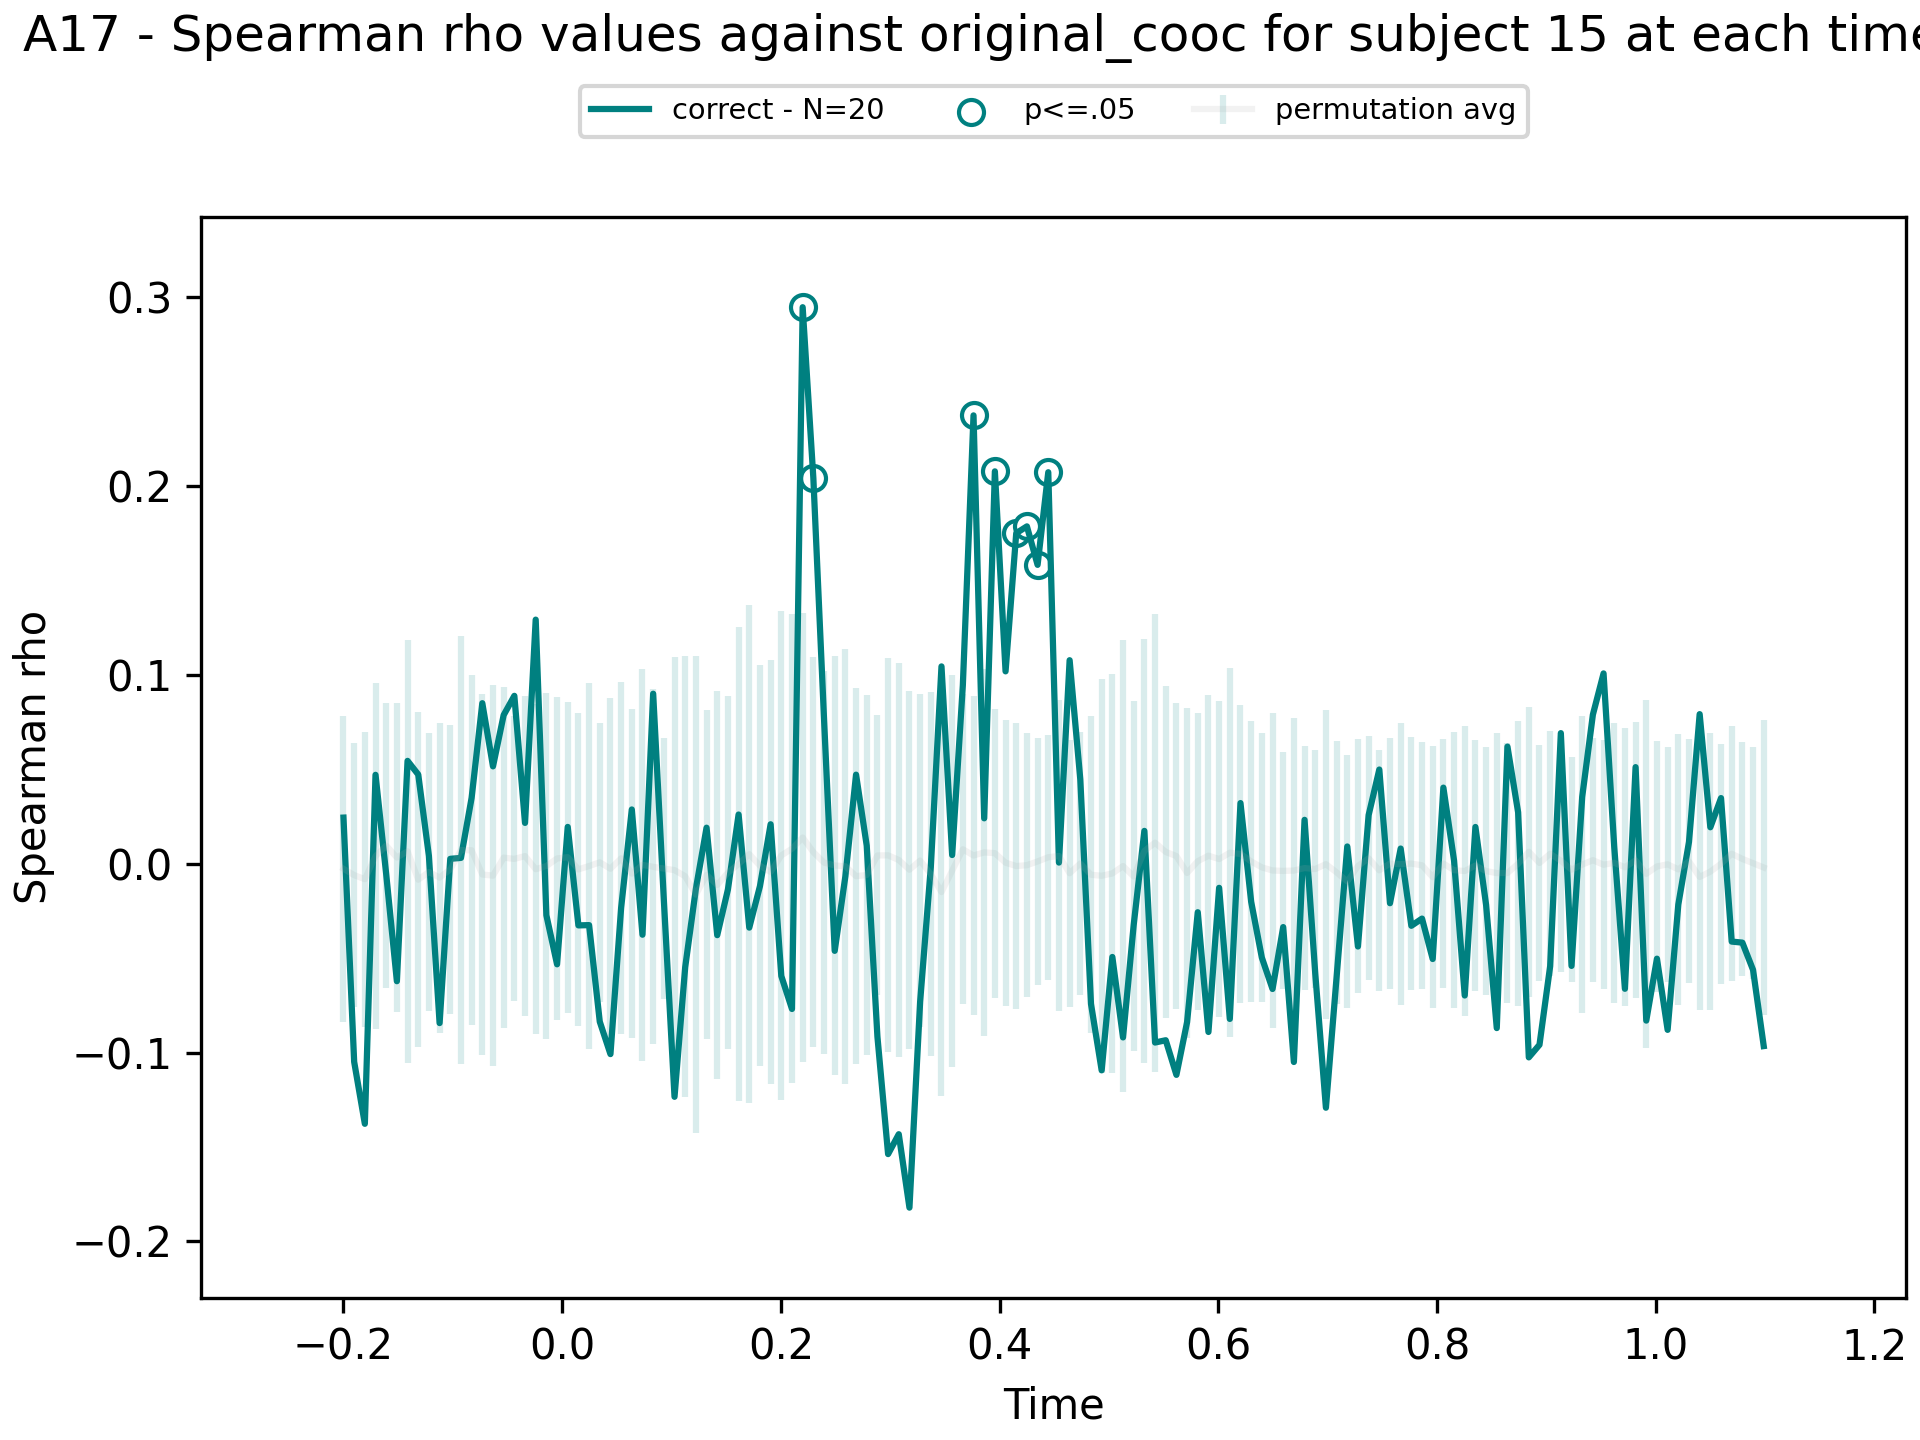 A17 - Spearman rho values against original_cooc for subject 15 at each time
correct - N=20 p<=.05 permutation avg
Spearman rho
0.3
0.2
0.1
0.0
−0.1
−0.2
−0.2 0.0 0.2 0.4 0.6 0.8 1.0 1.2
Time